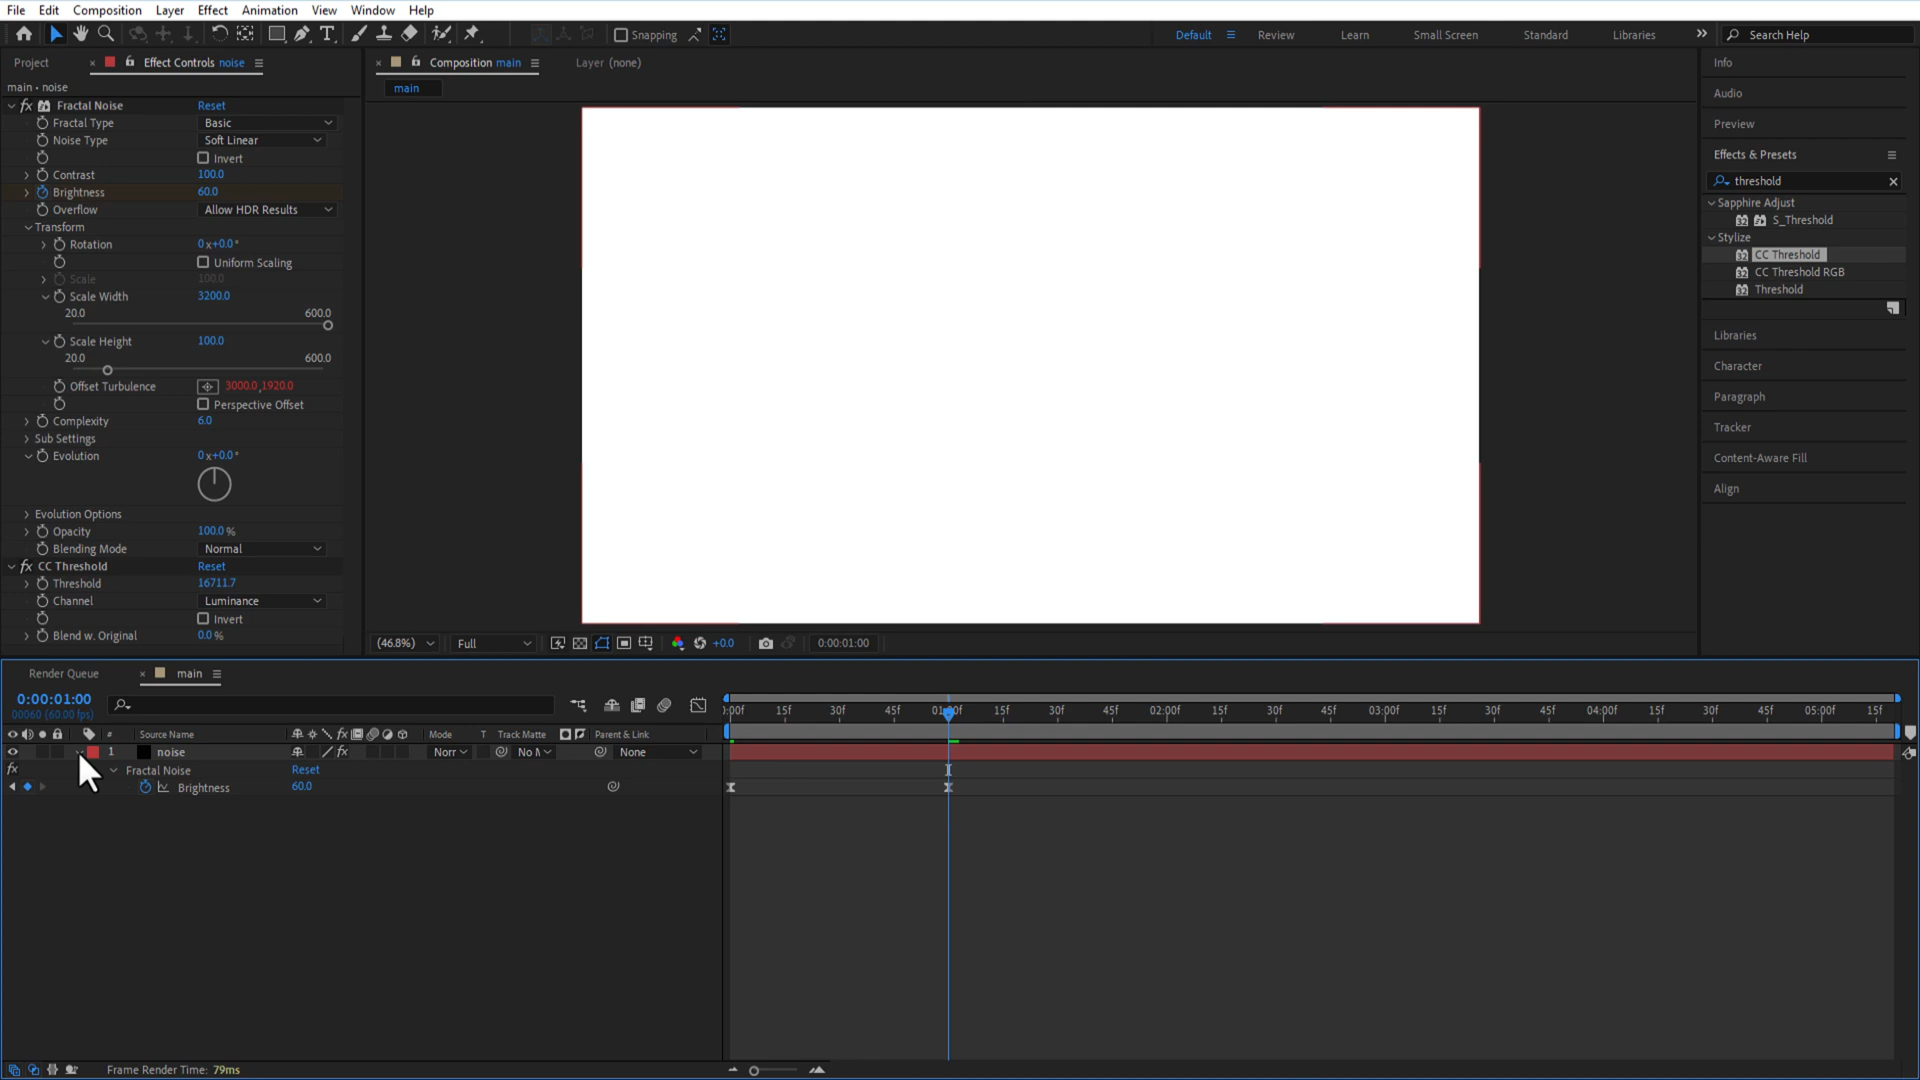 File Edit Composition Layer Effect Animation View Window Help
Snapping Default Review Learn Small Screen Standard Libraries Search Help
Project Effect Controls noise Composition main Layer (none) Info
main • noise main
Fractal Noise Reset Audio
Fractal Type Basic Preview
Noise Type Soft Linear Effects & Presets
Invert
Contrast 100.0 threshold
Brightness 60.0 Sapphire Adjust
Overflow Allow HDR Results S_Threshold
Transform Stylize
Rotation 0x+0.0° CC Threshold
Uniform Scaling CC Threshold RGB
Scale 100.0
Scale Width 3200.0 Threshold
20.0 600.0
Scale Height 100.0 Libraries
20.0 600.0 Character
Offset Turbulence 3000.0,1920.0 Paragraph
Perspective Offset
Complexity 6.0 Tracker
Sub Settings
Evolution 0x+0.0° Content-Aware Fill
Align
Evolution Options
Opacity 100.0%
Blending Mode Normal
CC Threshold Reset
Threshold 16711.7
Channel Luminance
Invert
Blend w. Original 0.0%
(46.8%) Full +0.0 0:00:01:00
Render Queue main
0:00:01:00
00060 (60.00 fps)
:00f 15f 30f 45f 01:00f 15f 30f 45f 02:00f 15f 30f 45f 03:00f 15f 30f 45f 04:00f 15f 30f 45f 05:00f 15f
# Source Name fx Mode T Track Matte Parent & Link
1 noise fx Norr No M None
fx Fractal Noise Reset
Brightness 60.0
Frame Render Time: 79ms